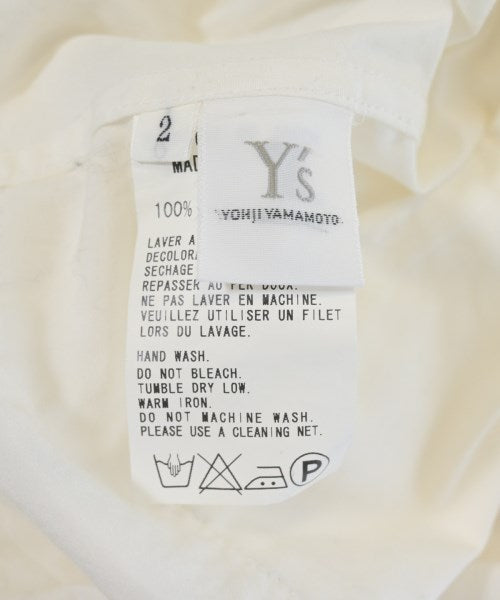 2
Y's
YOHJI YAMAMOTO
100%
LAVER
SECHAGE
REPASSER AU FER DOUX.
NE PAS LAVER EN MACHINE.
VEUILLEZ UTILISER UN FILET
LORS DU LAVAGE.
HAND WASH.
DO NOT BLEACH.
TUMBLE DRY LOW.
WARM IRON.
DO NOT MACHINE WASH.
PLEASE USE A CLEANING NET.
P